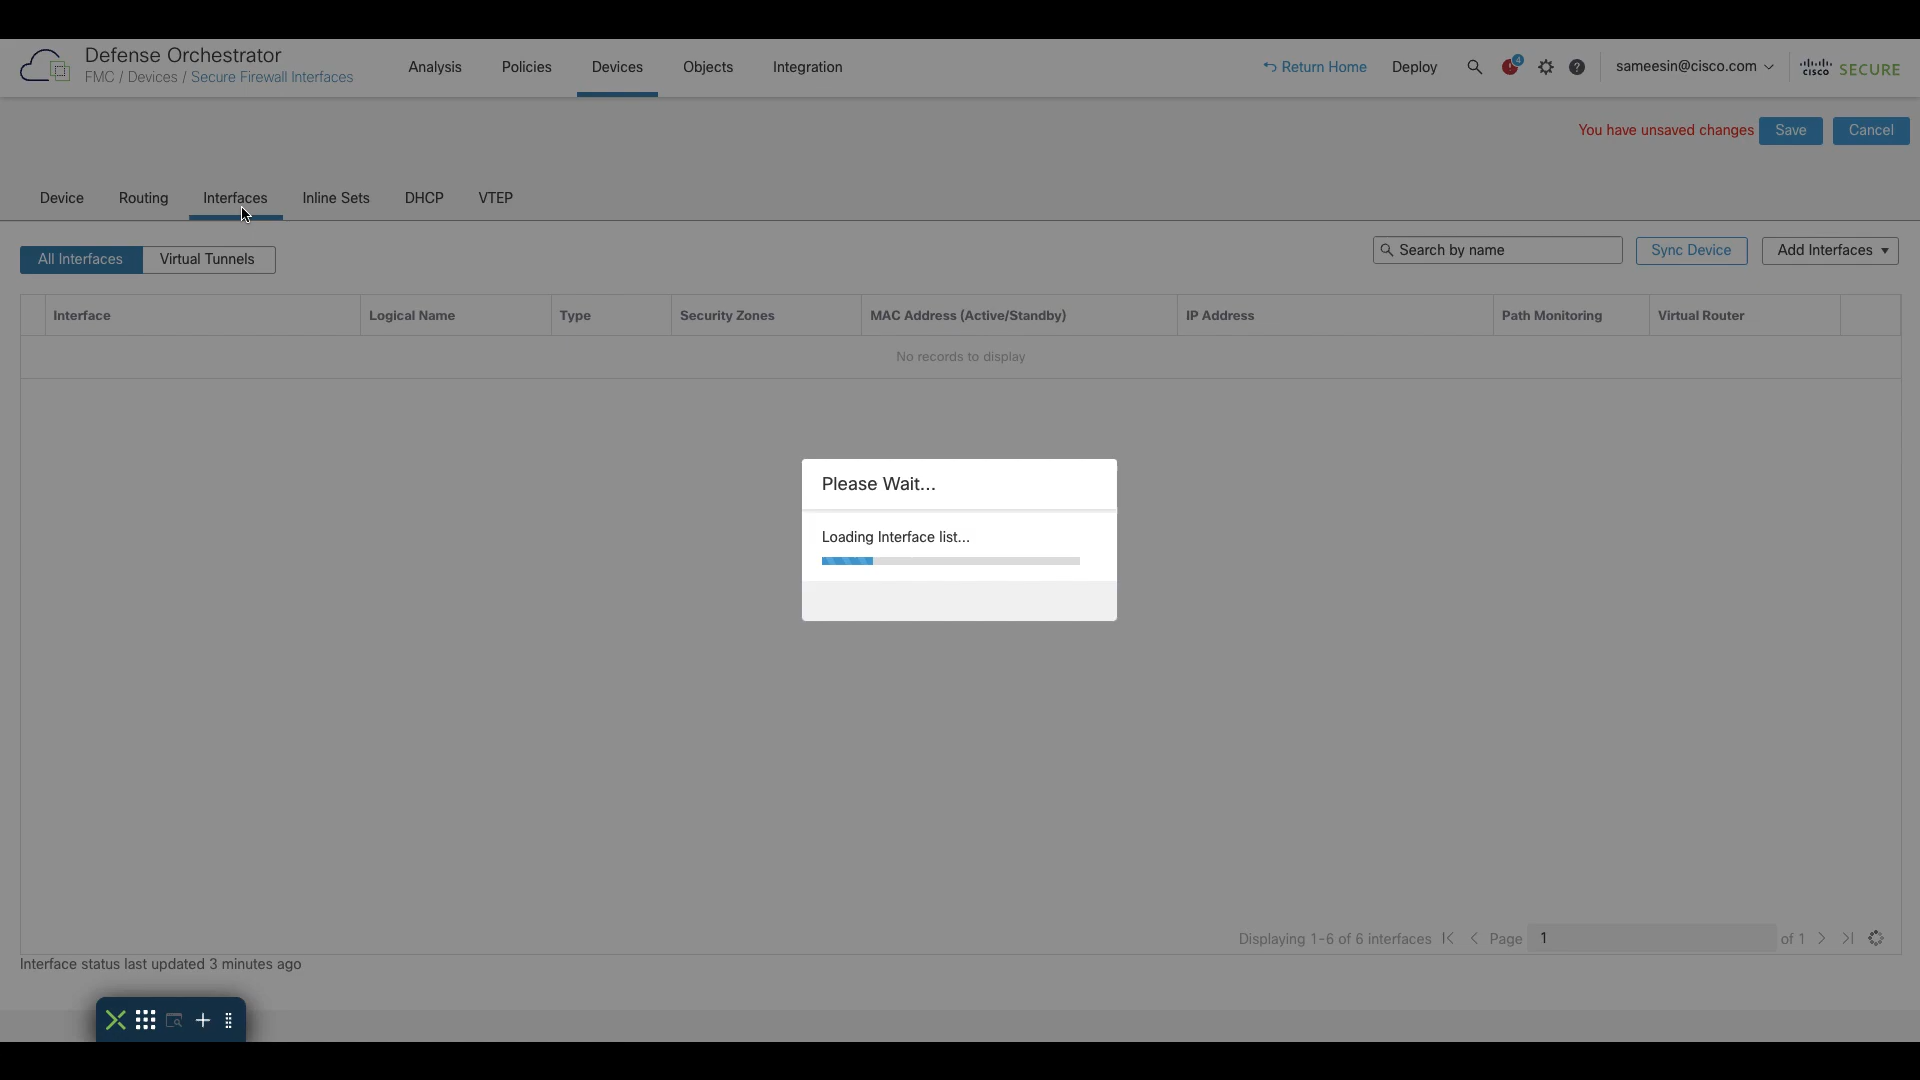 Defense Orchestrator
FMC / Devices / Secure Firewall Interfaces
Analysis
Policies
Devices
Objects
Integration
Return Home
Deploy
4
sameesin@cisco.com
cisco SECURE
You have unsaved changes
Save
Cancel
Device
Routing
Interfaces
Inline Sets
DHCP
VTEP
All Interfaces
Virtual Tunnels
Search by name
Sync Device
Add Interfaces
Interface
Logical Name
Type
Security Zones
MAC Address (Active/Standby)
IP Address
Path Monitoring
Virtual Router
No records to display
Please Wait...
Loading Interface list...
Displaying 1-6 of 6 interfaces
Page
1
of 1
Interface status last updated 3 minutes ago